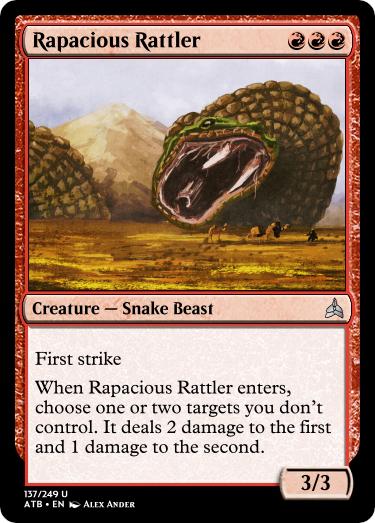 Rapacious Rattler
Creature — Snake Beast
First strike
When Rapacious Rattler enters,
choose one or two targets you don't
control. It deals 2 damage to the first
and 1 damage to the second.
3/3
137/249 U
ATB • EN Alex Ander